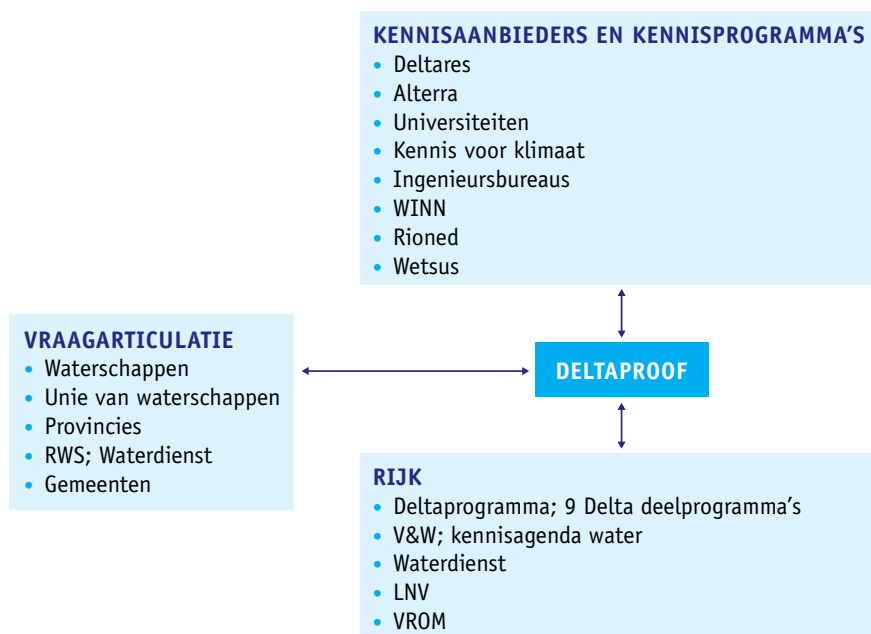 KENNISAANBIEDERS EN KENNISPROGRAMMA'S
• Deltares
• Alterra
• Universiteiten
• Kennis voor klimaat
• Ingenieursbureaus
• WINN
• Rioned
• Wetsus
VRAAGARTICULATIE
• Waterschappen
• Unie van waterschappen
• Provincies
• RWS; Waterdienst
• Gemeenten
DELTAPROOF
RIJK
• Deltaprogramma; 9 Delta deelprogramma's
• V&W; kennisagenda water
• Waterdienst
• LNV
• VROM